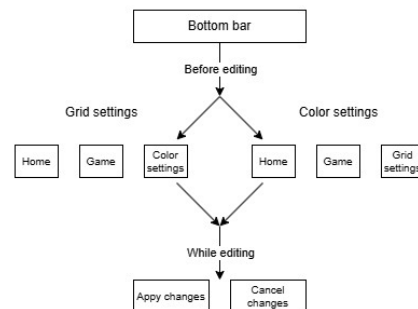 Bottom bar
Before editing
Grid settings
Color settings
Home
Game
Color
settings
Home
Game
Grid
settings
While editing
Appy changes
Cancel
changes